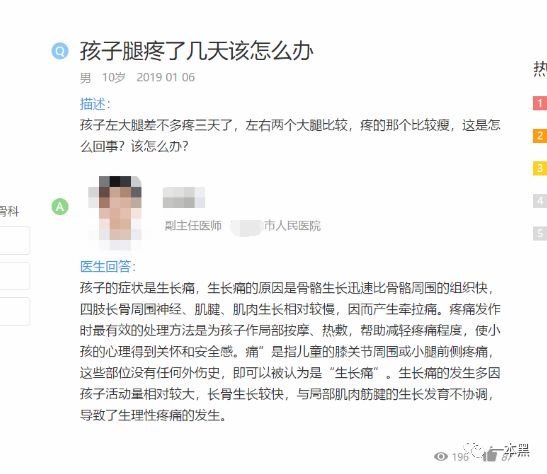 Q 孩子腿疼了几天该怎么办
热
男 10岁 2019 01 06
描述：
孩子左大腿差不多疼三天了，左右两个大腿比较，疼的那个比较瘦，这是怎
么回事？该怎么办？
1
2
3
4
5
骨科
A
副主任医师 市人民医院
医生回答：
孩子的症状是生长痛，生长痛的原因是骨骼生长迅速比骨骼周围的组织快，
四肢长骨周围神经、肌腱、肌肉生长相对较慢，因而产生牵拉痛。疼痛发作
时最有效的处理方法是为孩子作局部按摩、热敷，帮助减轻疼痛程度，使小
孩的心理得到关怀和安全感。痛”是指儿童的膝关节周围或小腿前侧疼痛，
这些部位没有任何外伤史，即可以被认为是“生长痛”。生长痛的发生多因
孩子活动量相对较大，长骨生长较快，与局部肌肉筋腱的生长发育不协调，
导致了生理性疼痛的发生。
196
一本黑